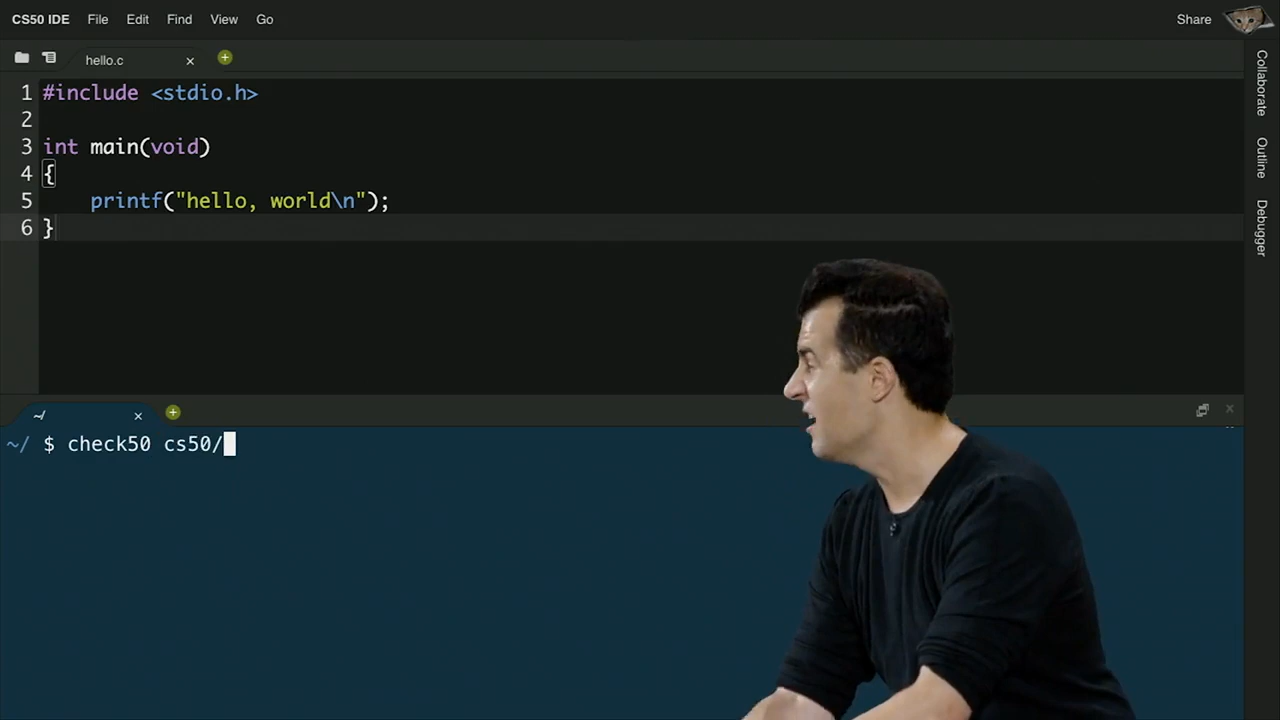 CS50 IDE File Edit Find View Go Share
hello.c
1 #include <stdio.h>
2
3 int main(void)
4 {
5 printf("hello, world\n");
6 }
Collaborate
Outline
Debugger
~/
~/ $ check50 cs50/